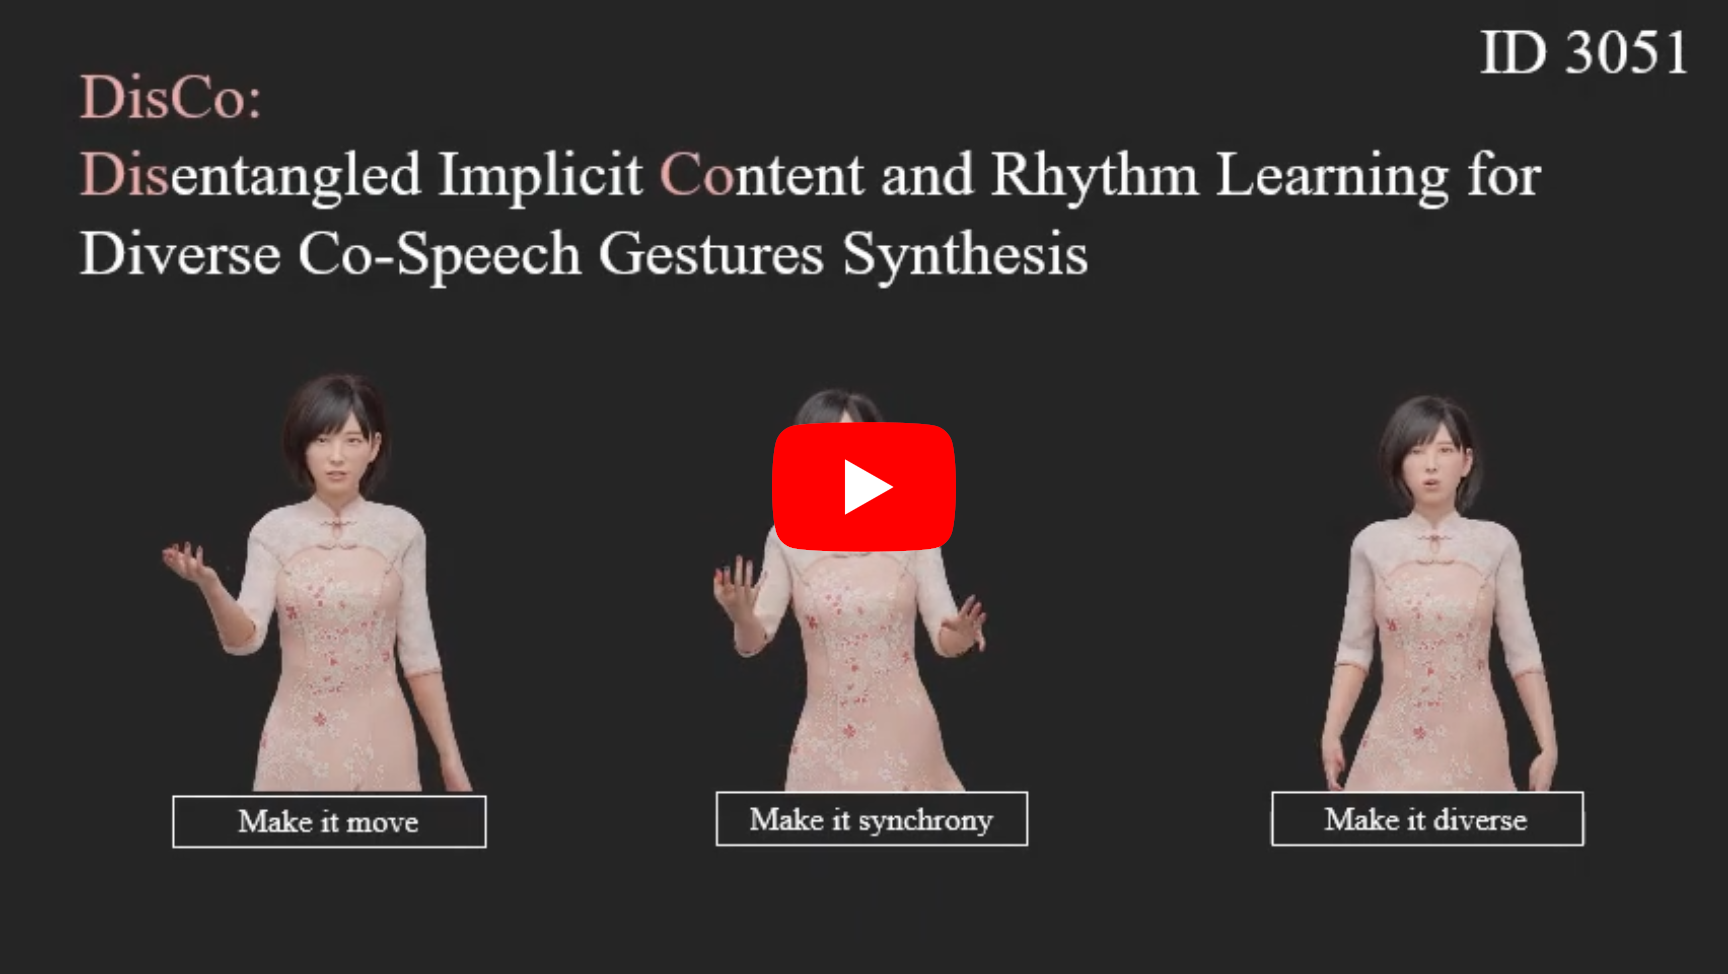 ID 3051
DisCo:
Disentangled Implicit Content and Rhythm Learning for
Diverse Co-Speech Gestures Synthesis
Make it move
Make it synchrony
Make it diverse